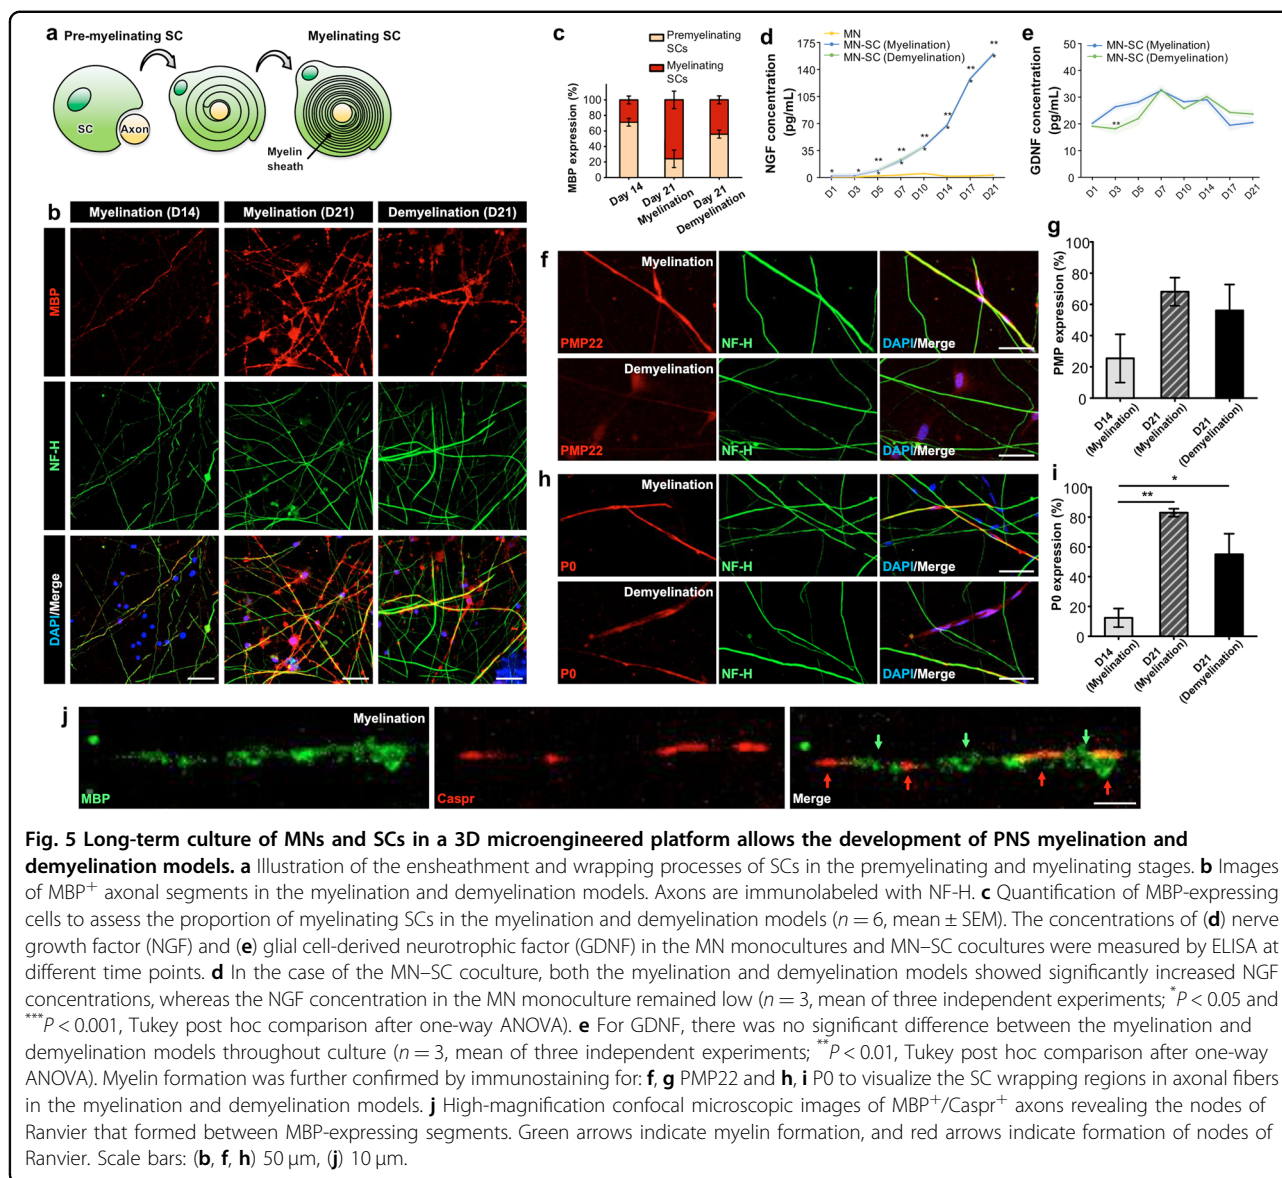 a
Pre-myelinating SC
Myelinating SC
SC
Axon
Myelin
sheath
c
Premyelinating
SCs
Myelinating
SCs
MBP expression (%)
100
80
60
40
20
0
Day 14
Day 21
Myelination
Day 21
Demyelination
d
MN
MN-SC (Myelination)
MN-SC (Demyelination)
NGF concentration
(pg/mL)
175
140
105
70
35
0
D1 D3 D5 D7 D10 D14 D17 D21
* * ** * ** * ** * ** * ** * ** *
e
MN-SC (Myelination)
MN-SC (Demyelination)
GDNF concentration
(pg/mL)
50
40
30
20
10
0
**
D1 D3 D5 D7 D10 D14 D17 D21
b
Myelination (D14) Myelination (D21) Demyelination (D21)
MBP
NF-H
DAPI/Merge
f
Myelination
PMP22 NF-H DAPI/Merge
Demyelination
PMP22 NF-H DAPI/Merge
g
PMP expression (%)
100
80
60
40
20
0
D14
(Myelination)
D21
(Myelination)
D21
(Demyelination)
h
Myelination
P0 NF-H DAPI/Merge
Demyelination
P0 NF-H DAPI/Merge
i
P0 expression (%)
100
80
60
40
20
0
*
**
D14
(Myelination)
D21
(Myelination)
D21
(Demyelination)
j
Myelination
MBP Caspr Merge
Fig. 5 Long-term culture of MNs and SCs in a 3D microengineered platform allows the development of PNS myelination and
demyelination models. a Illustration of the ensheathment and wrapping processes of SCs in the premyelinating and myelinating stages. b Images
of MBP+ axonal segments in the myelination and demyelination models. Axons are immunolabeled with NF-H. c Quantification of MBP-expressing
cells to assess the proportion of myelinating SCs in the myelination and demyelination models (n = 6, mean ± SEM). The concentrations of (d) nerve
growth factor (NGF) and (e) glial cell-derived neurotrophic factor (GDNF) in the MN monocultures and MN–SC cocultures were measured by ELISA at
different time points. d In the case of the MN–SC coculture, both the myelination and demyelination models showed significantly increased NGF
concentrations, whereas the NGF concentration in the MN monoculture remained low (n = 3, mean of three independent experiments; *P < 0.05 and
***P < 0.001, Tukey post hoc comparison after one-way ANOVA). e For GDNF, there was no significant difference between the myelination and
demyelination models throughout culture (n = 3, mean of three independent experiments; **P < 0.01, Tukey post hoc comparison after one-way
ANOVA). Myelin formation was further confirmed by immunostaining for: f, g PMP22 and h, i P0 to visualize the SC wrapping regions in axonal fibers
in the myelination and demyelination models. j High-magnification confocal microscopic images of MBP+/Caspr+ axons revealing the nodes of
Ranvier that formed between MBP-expressing segments. Green arrows indicate myelin formation, and red arrows indicate formation of nodes of
Ranvier. Scale bars: (b, f, h) 50 µm, (j) 10 µm.